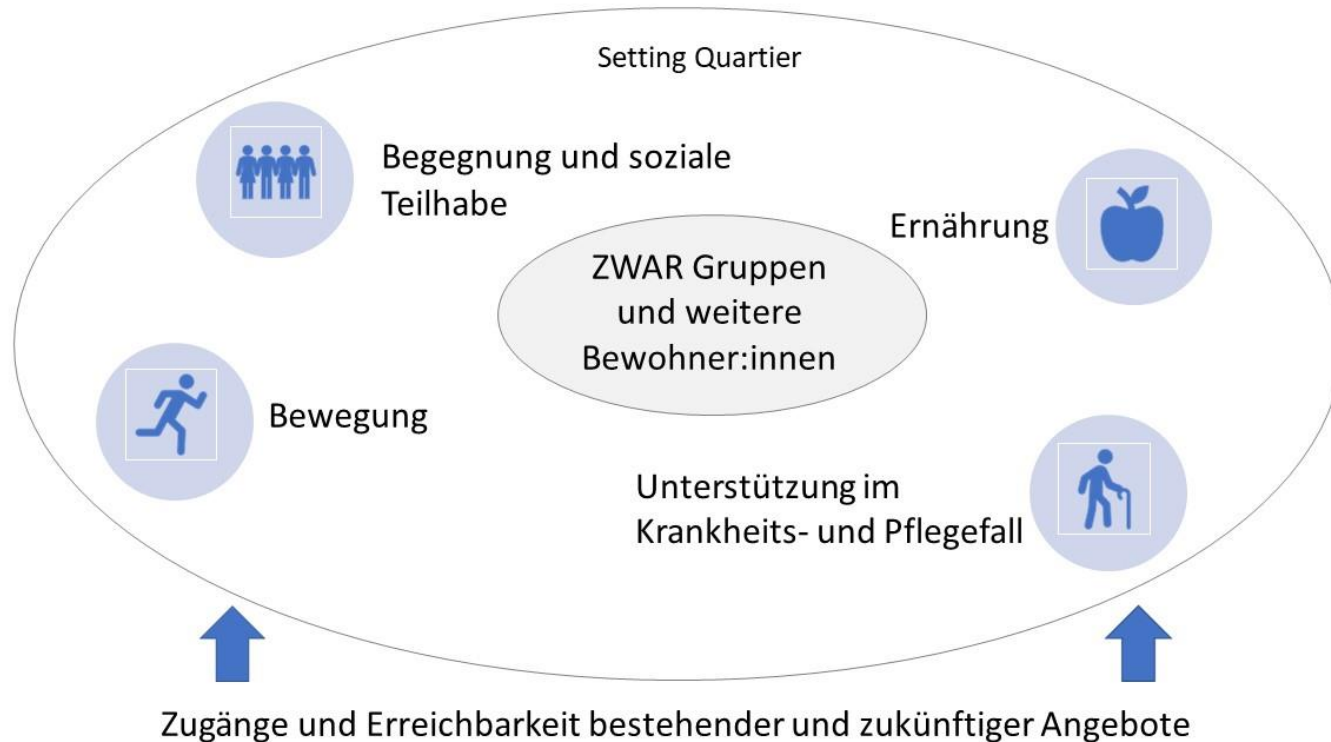 Setting Quartier
Begegnung und soziale
Teilhabe
Ernährung
ZWAR Gruppen
und weitere
Bewohner:innen
Bewegung
Unterstützung im
Krankheits- und Pflegefall
Zugänge und Erreichbarkeit bestehender und zukünftiger Angebote